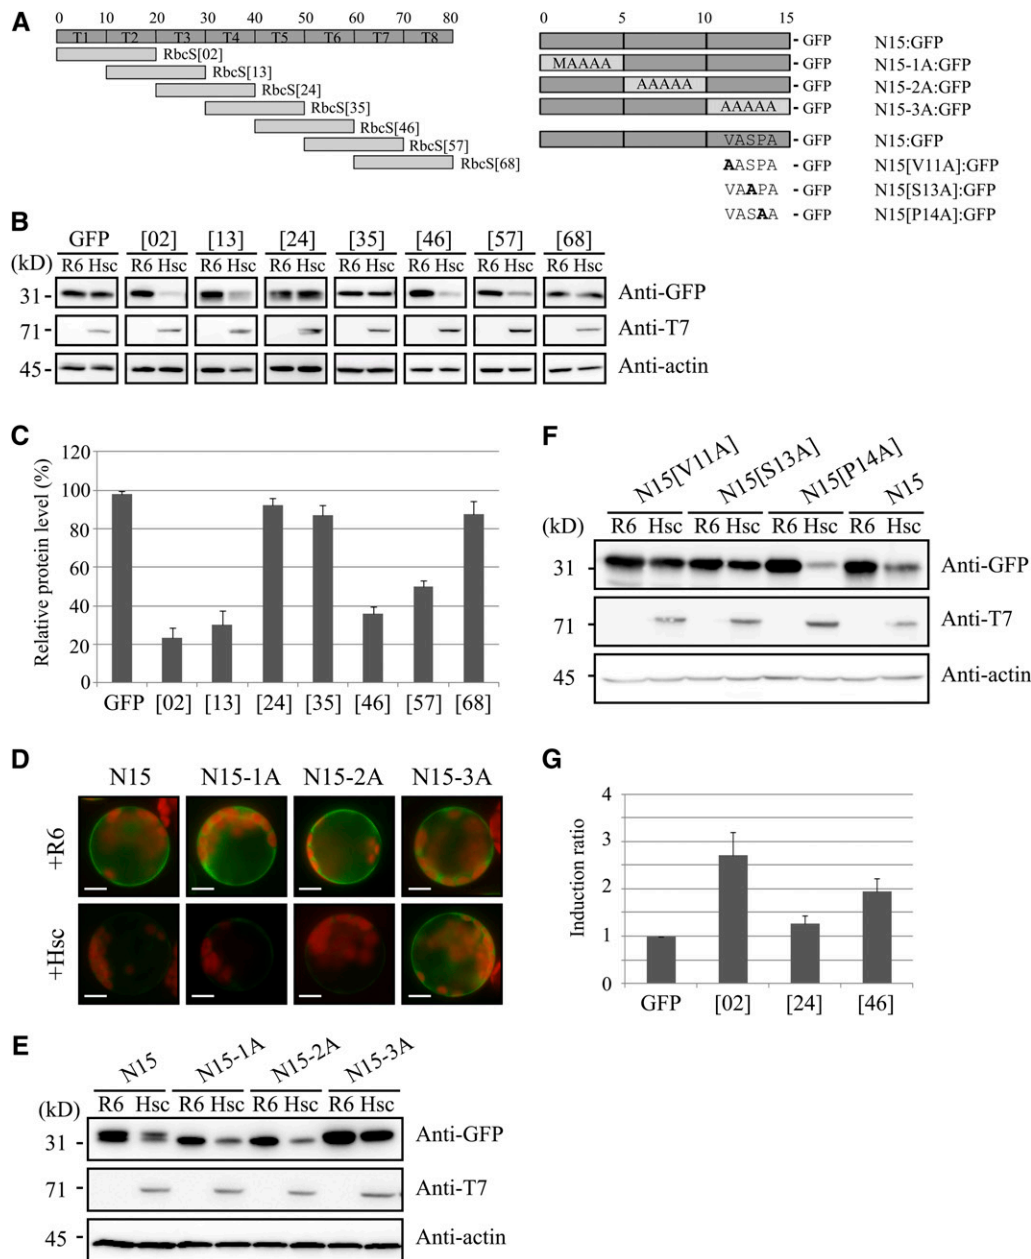 A
0 10 20 30 40 50 60 70 80
T1 T2 T3 T4 T5 T6 T7 T8
RbcS[02]
RbcS[13]
RbcS[24]
RbcS[35]
RbcS[46]
RbcS[57]
RbcS[68]
0 5 10 15
- GFP N15:GFP
MAAAA - GFP N15-1A:GFP
AAAAA - GFP N15-2A:GFP
AAAAA - GFP N15-3A:GFP
VASPA - GFP N15:GFP
AASPA - GFP N15[V11A]:GFP
VAAPA - GFP N15[S13A]:GFP
VASAA - GFP N15[P14A]:GFP
B
GFP [02] [13] [24] [35] [46] [57] [68]
(kD) R6 Hsc R6 Hsc R6 Hsc R6 Hsc R6 Hsc R6 Hsc R6 Hsc R6 Hsc
31 - Anti-GFP
71 - Anti-T7
45 - Anti-actin
C
Relative protein level (%)
120
100
80
60
40
20
0
GFP [02] [13] [24] [35] [46] [57] [68]
D
N15 N15-1A N15-2A N15-3A
+R6
+Hsc
E
N15 N15-1A N15-2A N15-3A
(kD) R6 Hsc R6 Hsc R6 Hsc R6 Hsc
31 - Anti-GFP
71 - Anti-T7
45 - Anti-actin
F
N15[V11A] N15[S13A] N15[P14A] N15
(kD) R6 Hsc R6 Hsc R6 Hsc R6 Hsc
31 - Anti-GFP
71 - Anti-T7
45 - Anti-actin
G
Induction ratio
4
3
2
1
0
GFP [02] [24] [46]